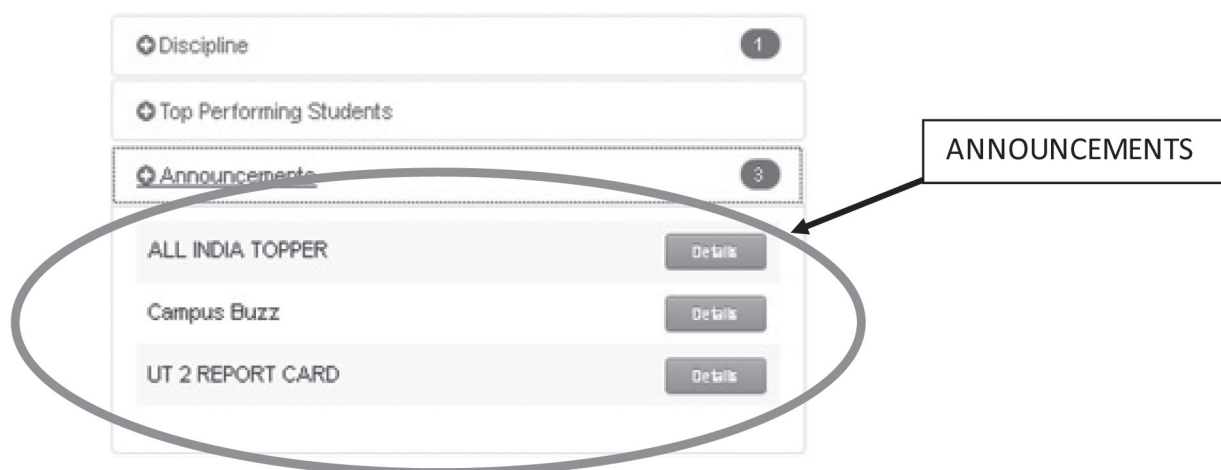 Discipline 1
Top Performing Students
Announcements 3
ANNOUNCEMENTS
ALL INDIA TOPPER Details
Campus Buzz Details
UT 2 REPORT CARD Details